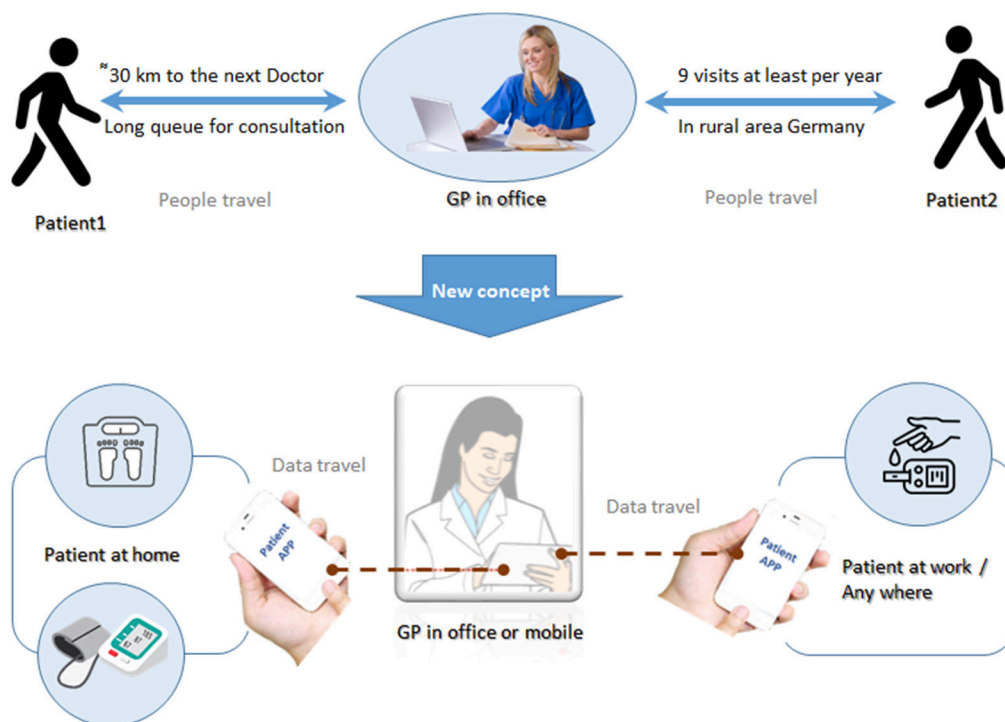 ≈30 km to the next Doctor
Long queue for consultation
People travel
Patient1
GP in office
9 visits at least per year
In rural area Germany
People travel
Patient2
New concept
Data travel
Patient at home
Patient
APP
GP in office or mobile
Data travel
Patient
APP
Patient at work /
Any where